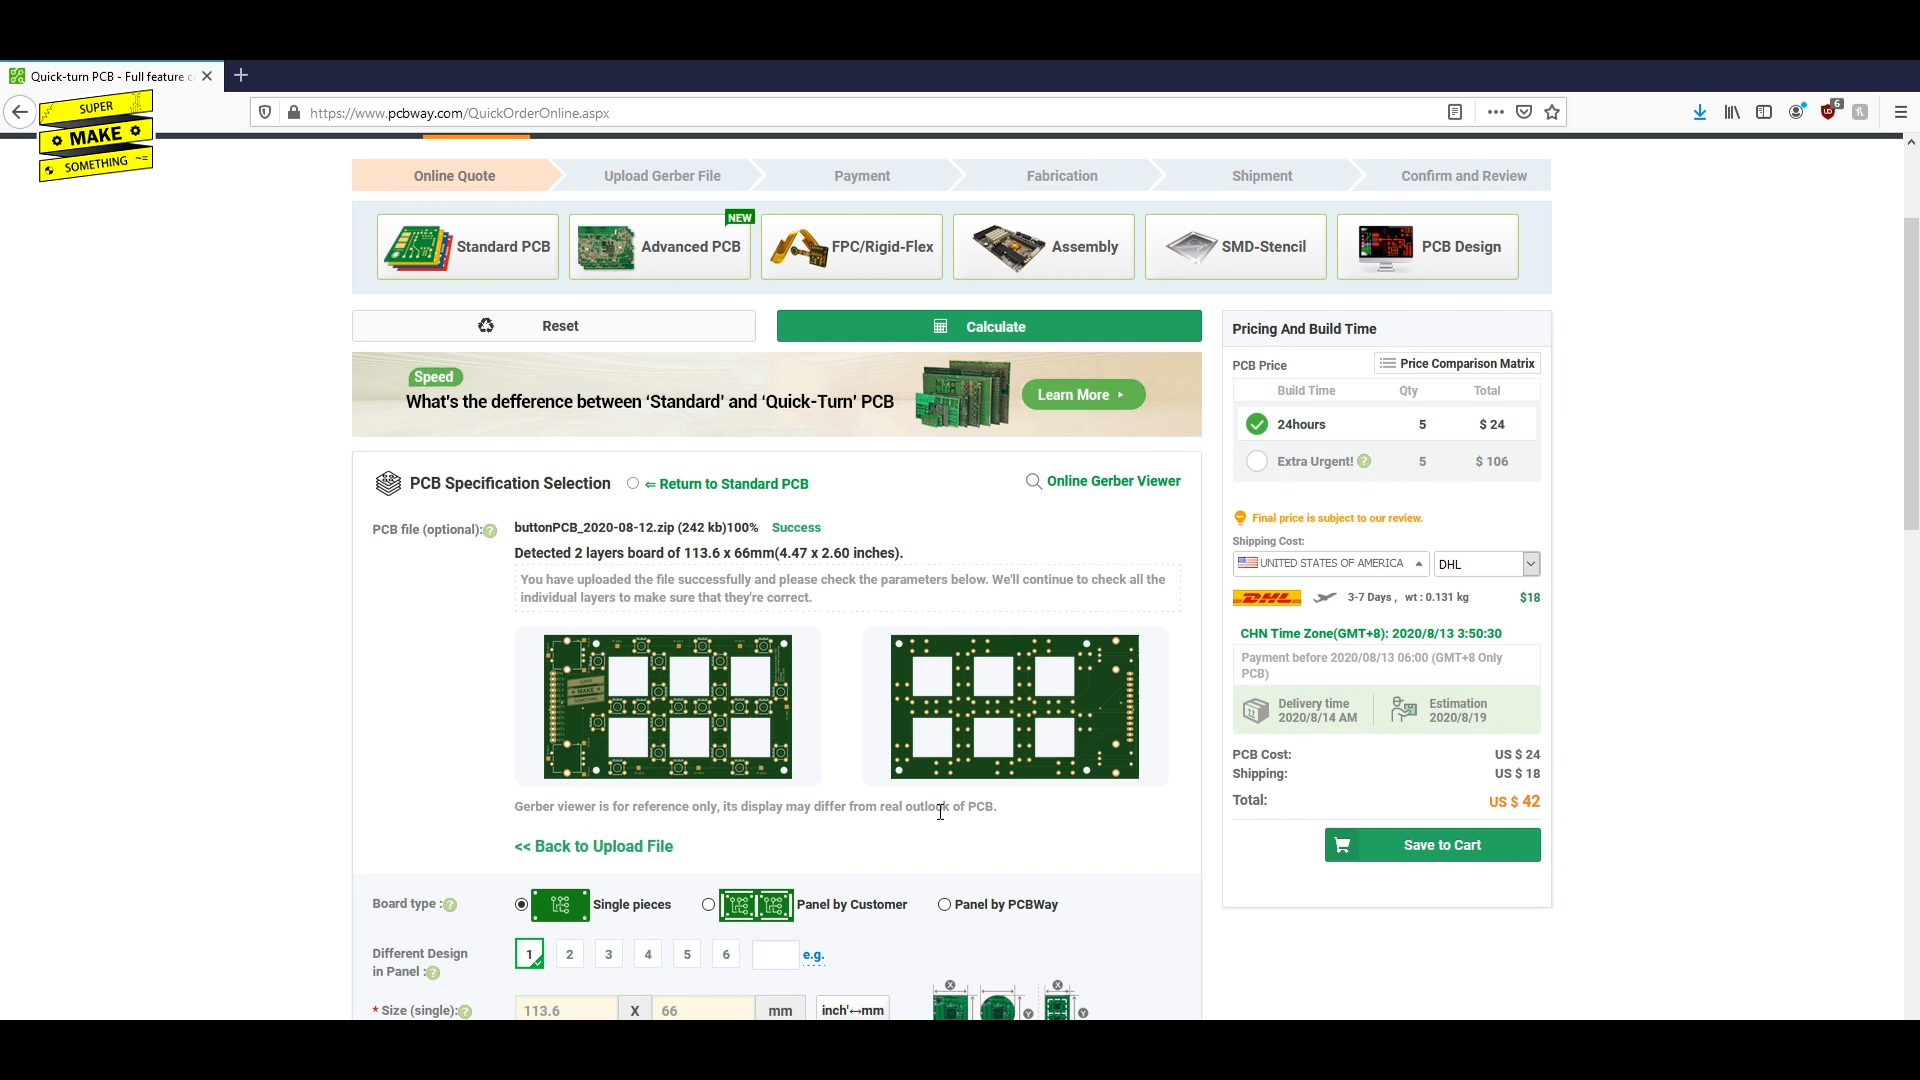 Quick-turn PCB - Full feature c
SUPER
MAKE
SOMETHING
https://www.pcbway.com/QuickOrderOnline.aspx
6
Online Quote
Upload Gerber File
Payment
Fabrication
Shipment
Confirm and Review
Standard PCB
NEW
Advanced PCB
FPC/Rigid-Flex
Assembly
SMD-Stencil
PCB Design
Reset
Calculate
Speed
What's the defference between ‘Standard’ and ‘Quick-Turn’ PCB
Learn More
PCB Specification Selection
⇐ Return to Standard PCB
Online Gerber Viewer
PCB file (optional):?
buttonPCB_2020-08-12.zip (242 kb)100% Success
Detected 2 layers board of 113.6 x 66mm(4.47 x 2.60 inches).
You have uploaded the file successfully and please check the parameters below. We'll continue to check all the
individual layers to make sure that they're correct.
SUPER
MAKE
SOMETHING
Gerber viewer is for reference only, its display may differ from real outlook of PCB.
<< Back to Upload File
Board type :?
Single pieces
Panel by Customer
Panel by PCBWay
Different Design
in Panel :?
1 2 3 4 5 6
e.g.
* Size (single):?
113.6 X 66 mm
inch'↔mm
X X
Y Y
Pricing And Build Time
PCB Price
Price Comparison Matrix
Build Time Qty Total
24hours 5 $ 24
Extra Urgent! ? 5 $ 106
Final price is subject to our review.
Shipping Cost:
UNITED STATES OF AMERICA
DHL
DHL 3-7 Days , wt : 0.131 kg $18
CHN Time Zone(GMT+8): 2020/8/13 3:50:30
Payment before 2020/08/13 06:00 (GMT+8 Only
PCB)
Delivery time
2020/8/14 AM
Estimation
2020/8/19
PCB Cost: US $ 24
Shipping: US $ 18
Total: US $ 42
Save to Cart